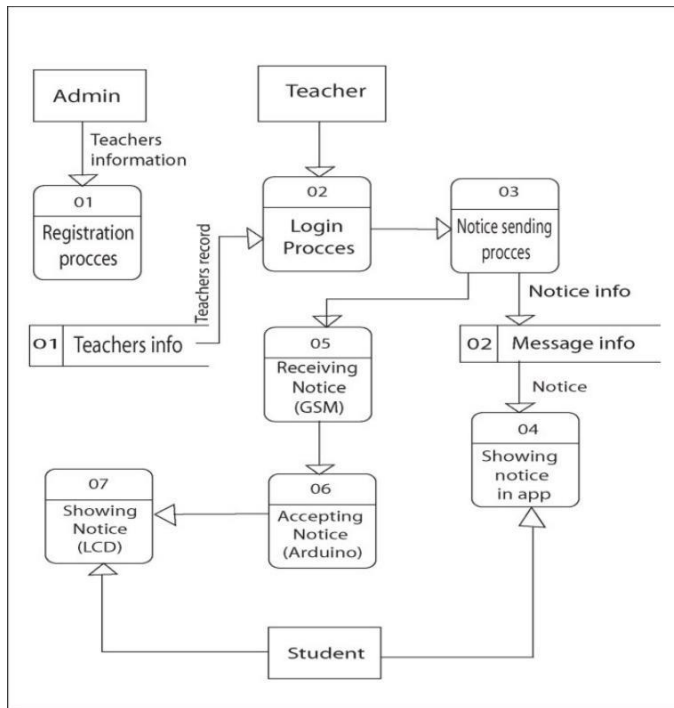 Admin
Teacher
Teachers
information
01
Registration
procces
02
Login
Procces
03
Notice sending
procces
Teachers record
Notice info
01
Teachers info
02
Message info
05
Receiving
Notice
(GSM)
Notice
04
Showing
notice
in app
07
Showing
Notice
(LCD)
06
Accepting
Notice
(Arduino)
Student